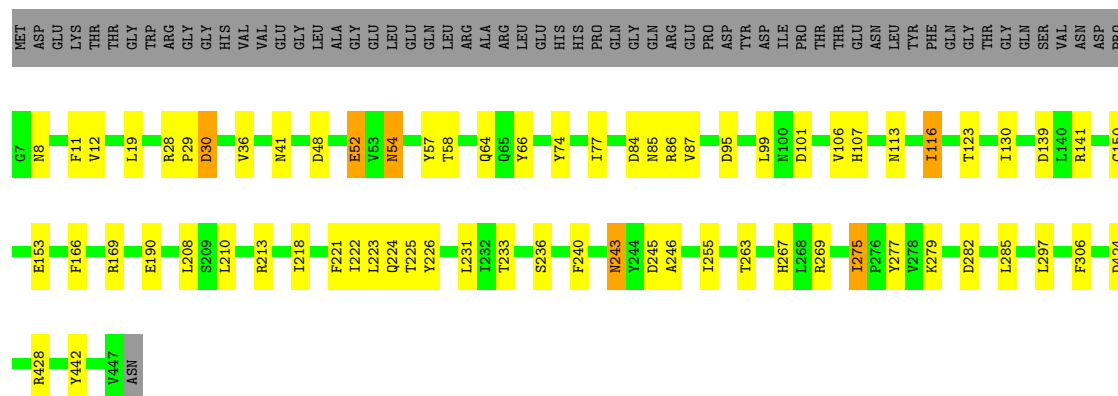 MET ASP GLU LYS THR THR GLY TRP ARG GLY GLY HIS VAL VAL GLU GLY LEU ALA GLY GLU LEU GLU GLN LEU ARG ALA ARG LEU GLU HIS HIS PRO GLN GLY GLN ARG GLU PRO ASP TYR ASP ILE PRO THR THR GLU ASN LEU TYR PHE GLN GLY THR GLY GLN SER VAL ASN ASP PRO
G7 N8 F11 V12 L19 R28 P29 D30 V36 N41 D48 E52 V53 N54 Y57 T58 Q64 Q65 Y66 Y74 I77 D84 N85 R86 V87 D95 L99 N100 D101 V106 H107 N113 I116 T123 I130 D139 L140 R141
E153 F166 R169 E190 L208 S209 L210 R213 I218 F221 I222 L223 Q224 T225 Y226 L231 I232 T233 S236 F240 N243 Y244 D245 A246 I255 T263 H267 L268 R269 I275 P276 Y277 V278 K279 D282 L285 L297 F306
R428 Y442 V447 ASN